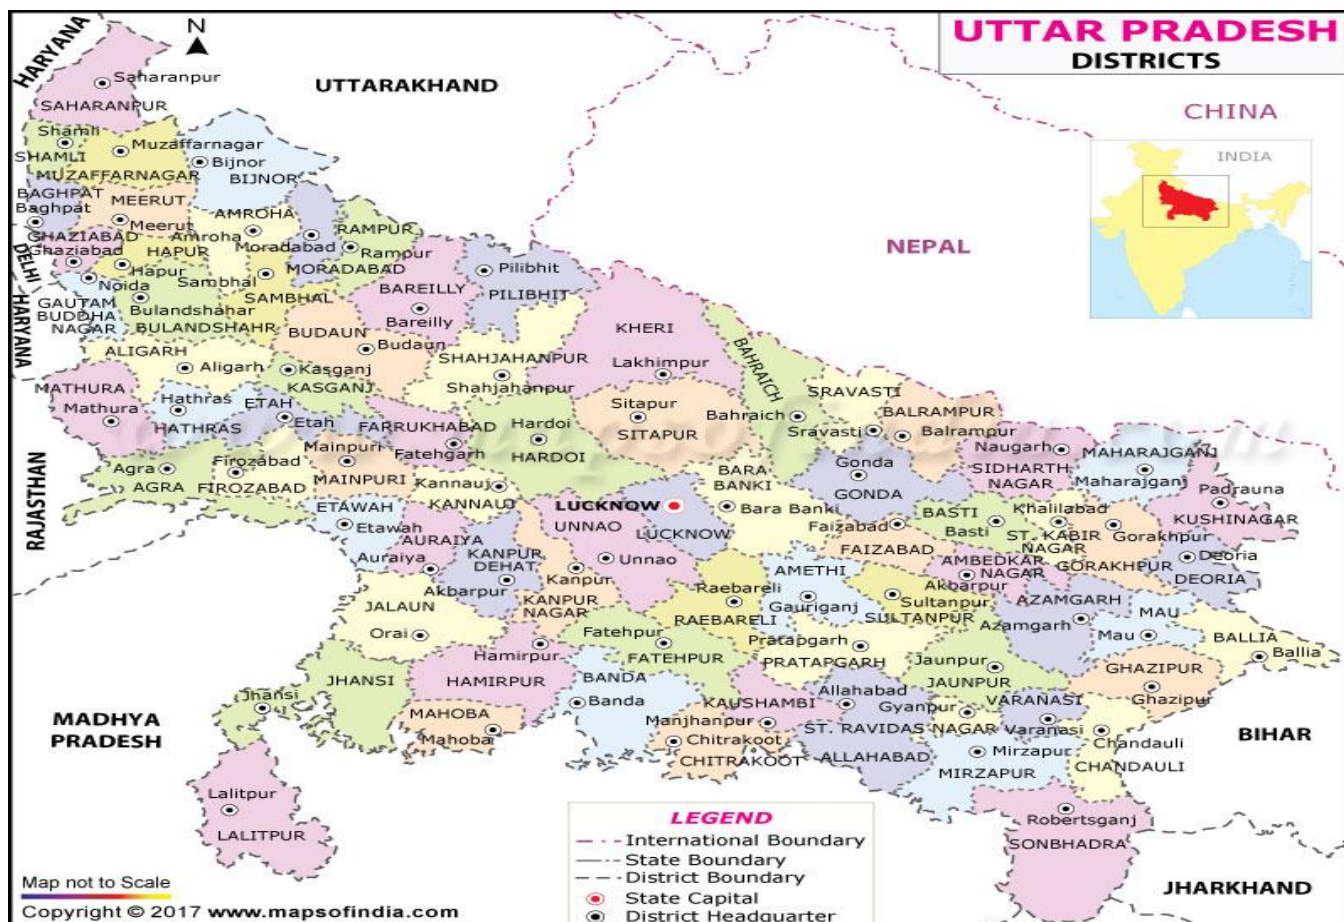 UTTAR PRADESH
DISTRICTS
N
HARYANA
UTTARAKHAND
CHINA
INDIA
NEPAL
Saharanpur
SAHARANPUR
Shamli
SHAMLI
Muzaffarnagar
MUZAFFARNAGAR
Bijnor
BIJNOR
BAGHPAT
Baghpat
MEERUT
Meerut
AMROHA
Amroha
Moradabad
MORADABAD
RAMPUR
Rampur
GHAZIABAD
Ghaziabad
HAPUR
Hapur
DELHI
HARYANA
Noida
GAUTAM
BUDDHA
NAGAR
Sambhal
SAMBHAL
Bulandshahar
BULANDSHAHR
BAREILLY
Bareilly
Pilibhit
PILIBHIT
BUDAUN
Budaun
SHAHJAHANPUR
Shahjahanpur
KHERI
Lakhimpur
BAHRAICH
Bahraich
SRAVASTI
Sravasti
BALRAMPUR
Balrampur
ALIGARH
Aligarh
Kasganj
KASGANJ
MATHURA
Mathura
Hathras
HATHRAS
ETAH
Etah
FARRUKHABAD
Fatehgarh
Hardoi
HARDOI
Sitapur
SITAPUR
Naugarh
SIDHARTH
NAGAR
MAHARAJGANJ
Maharajganj
Padrauna
KUSHINAGAR
RAJASTHAN
Agra
AGRA
Firozabad
FIROZABAD
Mainpuri
MAINPURI
Kannauj
KANNAUJ
BARA
BANKI
Bara Banki
Gonda
GONDA
LUCKNOW
LUCKNOW
UNNAO
Unnao
Faizabad
FAIZABAD
BASTI
Basti
Khalilabad
ST. KABIR
NAGAR
Gorakhpur
GORAKHPUR
Deoria
DEORIA
ETAWAH
Etawah
AURAIYA
Auraiya
KANPUR
DEHAT
Akbarpur
Kanpur
KANPUR
NAGAR
Raebareli
RAEBARELI
AMETHI
Gauriganj
Sultanpur
SULTANPUR
AMBEDKAR
NAGAR
Akbarpur
AZAMGARH
Azamgarh
MAU
Mau
BALLIA
Ballia
JALAUN
Orai
Hamirpur
HAMIRPUR
Fatehpur
FATEHPUR
Pratapgarh
PRATAPGARH
Jaunpur
JAUNPUR
GHAZIPUR
Ghazipur
JHANSI
Jhansi
MAHOBA
Mahoba
BANDA
Banda
KAUSHAMBI
Manjhanpur
Chitrakoot
CHITRAKOOT
Allahabad
ALLAHABAD
Gyanpur
ST. RAVIDAS NAGAR
VARANASI
Varanasi
Chandauli
CHANDAULI
Mirzapur
MIRZAPUR
MADHYA
PRADESH
BIHAR
Lalitpur
LALITPUR
Robertsganj
SONBHADRA
JHARKHAND
LEGEND
International Boundary
State Boundary
District Boundary
State Capital
District Headquarter
Map not to Scale
Copyright © 2017 www.mapsofindia.com